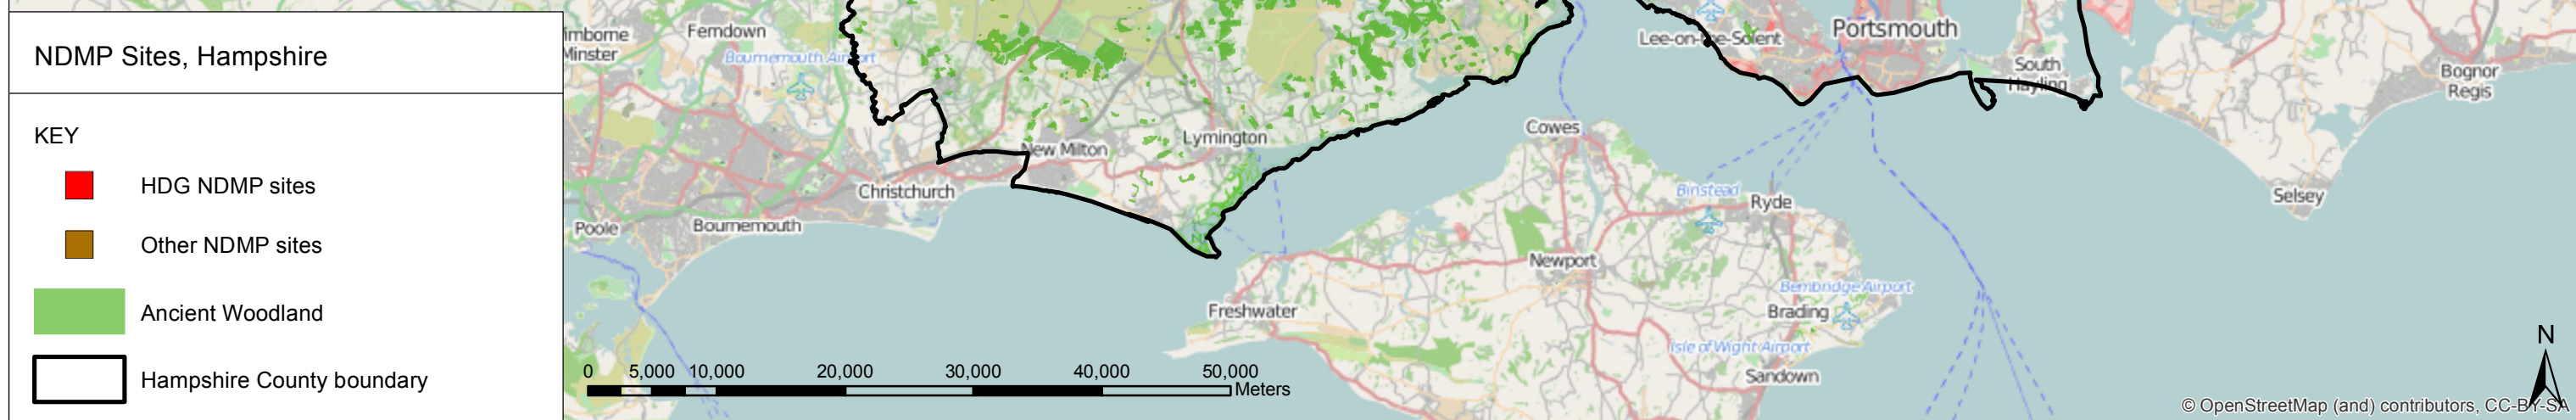 NDMP Sites, Hampshire
KEY
HDG NDMP sites
Other NDMP sites
Ancient Woodland
Hampshire County boundary
Minster
Ferndown
Bournemouth Airport
Lee-on-the-Solent
Portsmouth
South
Hayling
Bognor
Regis
New Milton
Lymington
Cowes
Christchurch
Binstead
Ryde
Selsey
Poole
Bournemouth
N
Newport
Freshwater
Bembridge Airport
Brading
Isle of Wight Airport
Sandown
0 5,000 10,000 20,000 30,000 40,000 50,000
Meters
N
© OpenStreetMap (and) contributors, CC-BY-SA